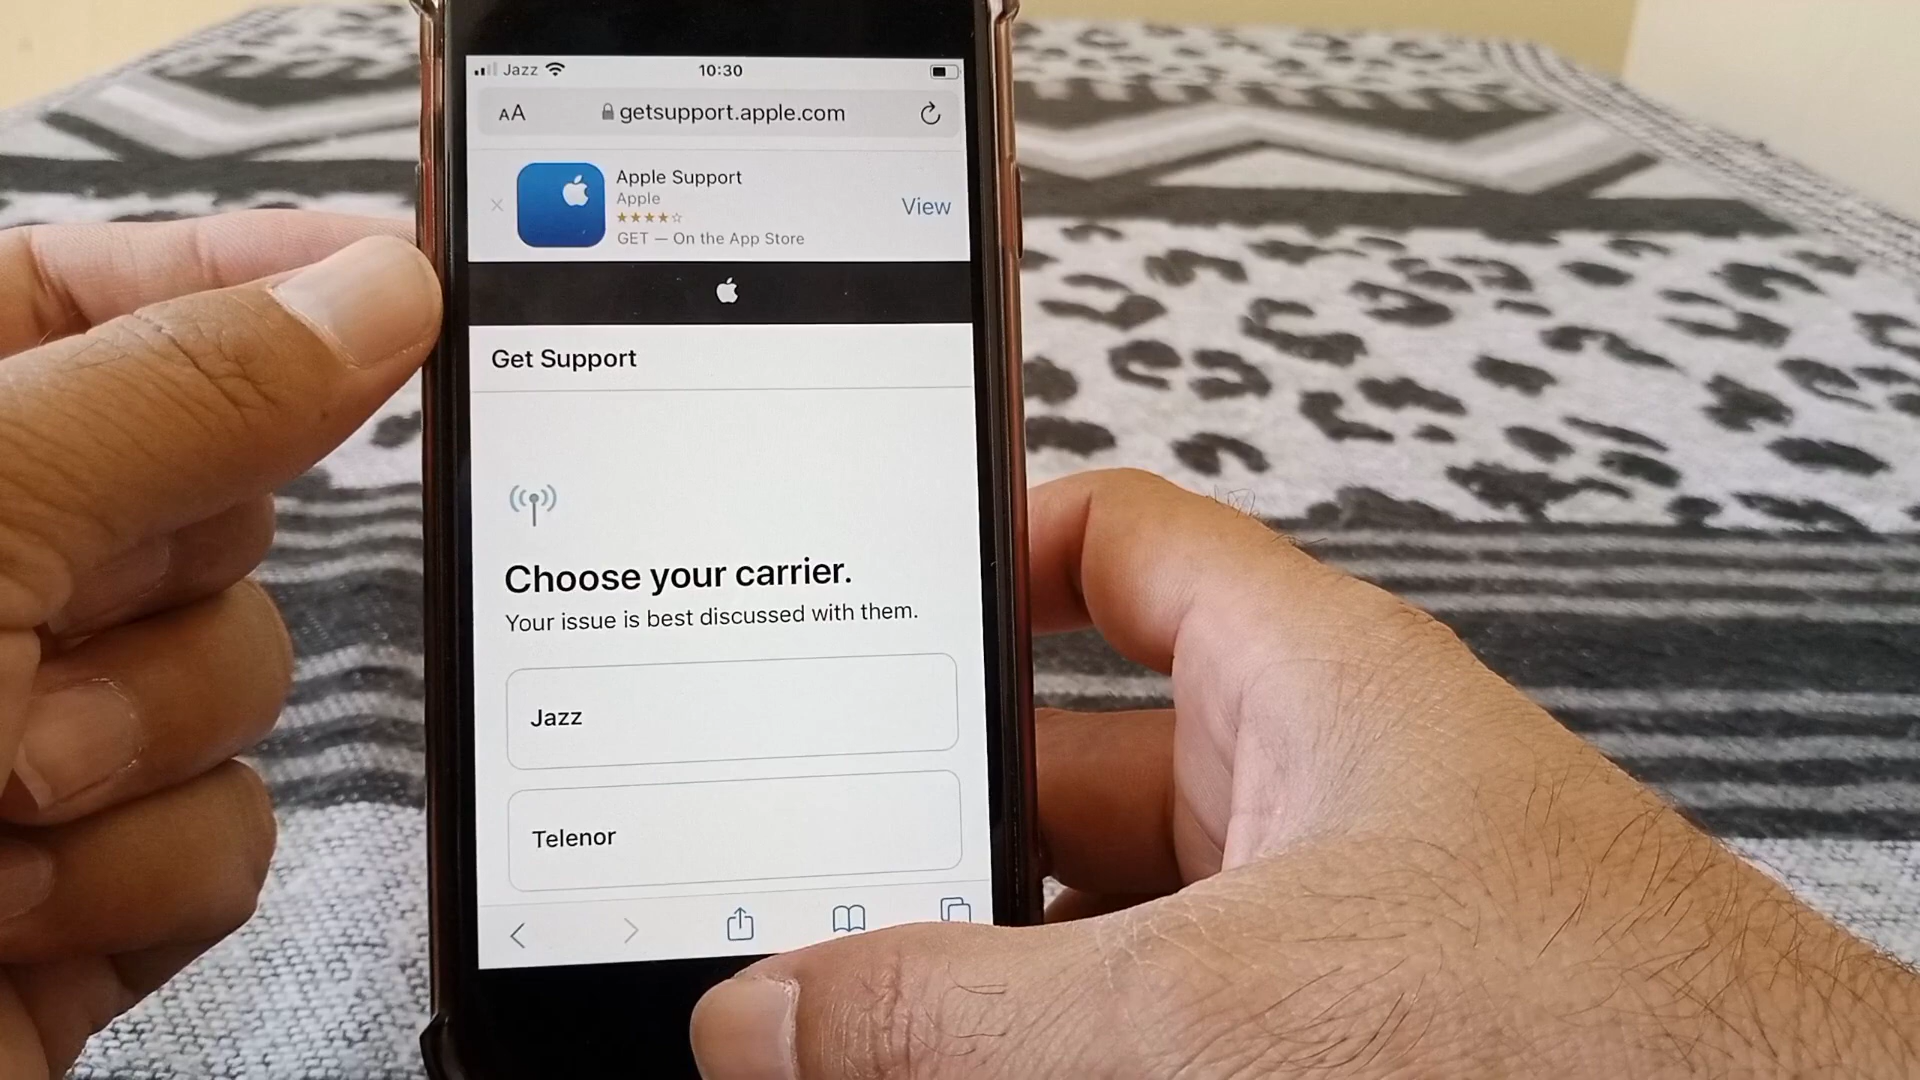 Jazz 10:30
AA getsupport.apple.com
Apple Support
Apple
GET — On the App Store
View
Get Support
Choose your carrier.
Your issue is best discussed with them.
Jazz
Telenor